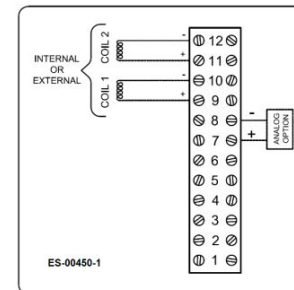 COIL 2
-
+
INTERNAL
OR
EXTERNAL
COIL 1
-
+
12
11
10
9
8
7
6
5
4
3
2
1
-
+
ANALOG
OPTION
ES-00450-1